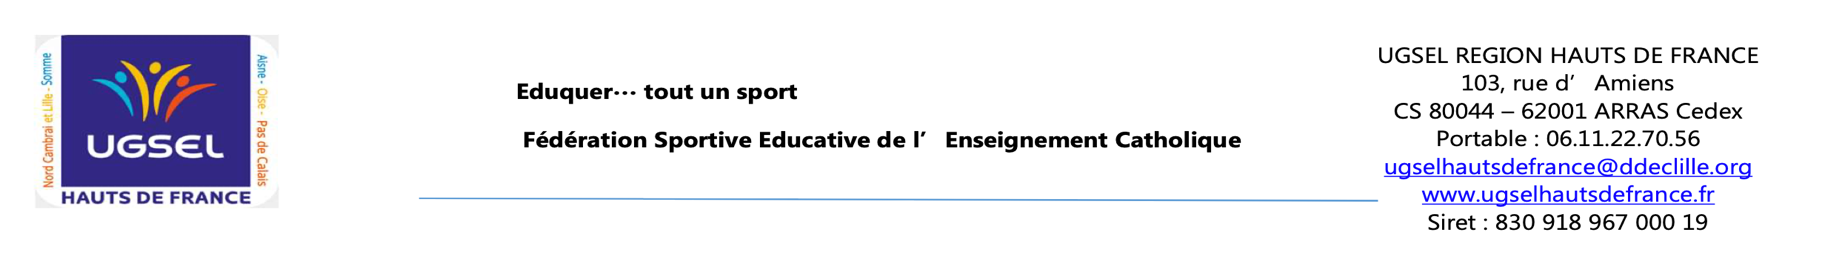 Nord Cambrai et Lille - Somme
UGSEL
HAUTS DE FRANCE
Aisne - Oise - Pas de Calais
Eduquer… tout un sport
Fédération Sportive Educative de l’ Enseignement Catholique
UGSEL REGION HAUTS DE FRANCE
103, rue d’ Amiens
CS 80044 – 62001 ARRAS Cedex
Portable : 06.11.22.70.56
ugselhautsdefrance@ddeclille.org
www.ugselhautsdefrance.fr
Siret : 830 918 967 000 19